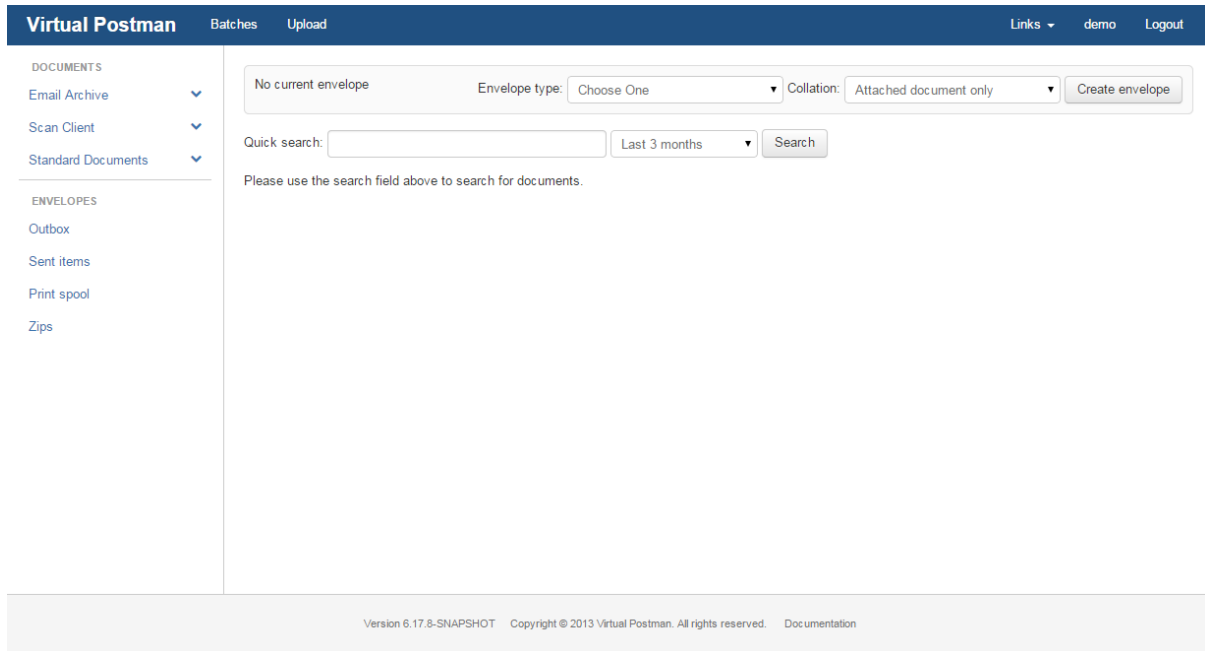 Virtual Postman Batches Upload Links demo Logout
DOCUMENTS
Email Archive
Scan Client
Standard Documents
ENVELOPES
Outbox
Sent items
Print spool
Zips
No current envelope Envelope type: Choose One Collation: Attached document only Create envelope
Quick search: Last 3 months Search
Please use the search field above to search for documents.
Version 6.17.8-SNAPSHOT Copyright © 2013 Virtual Postman. All rights reserved. Documentation